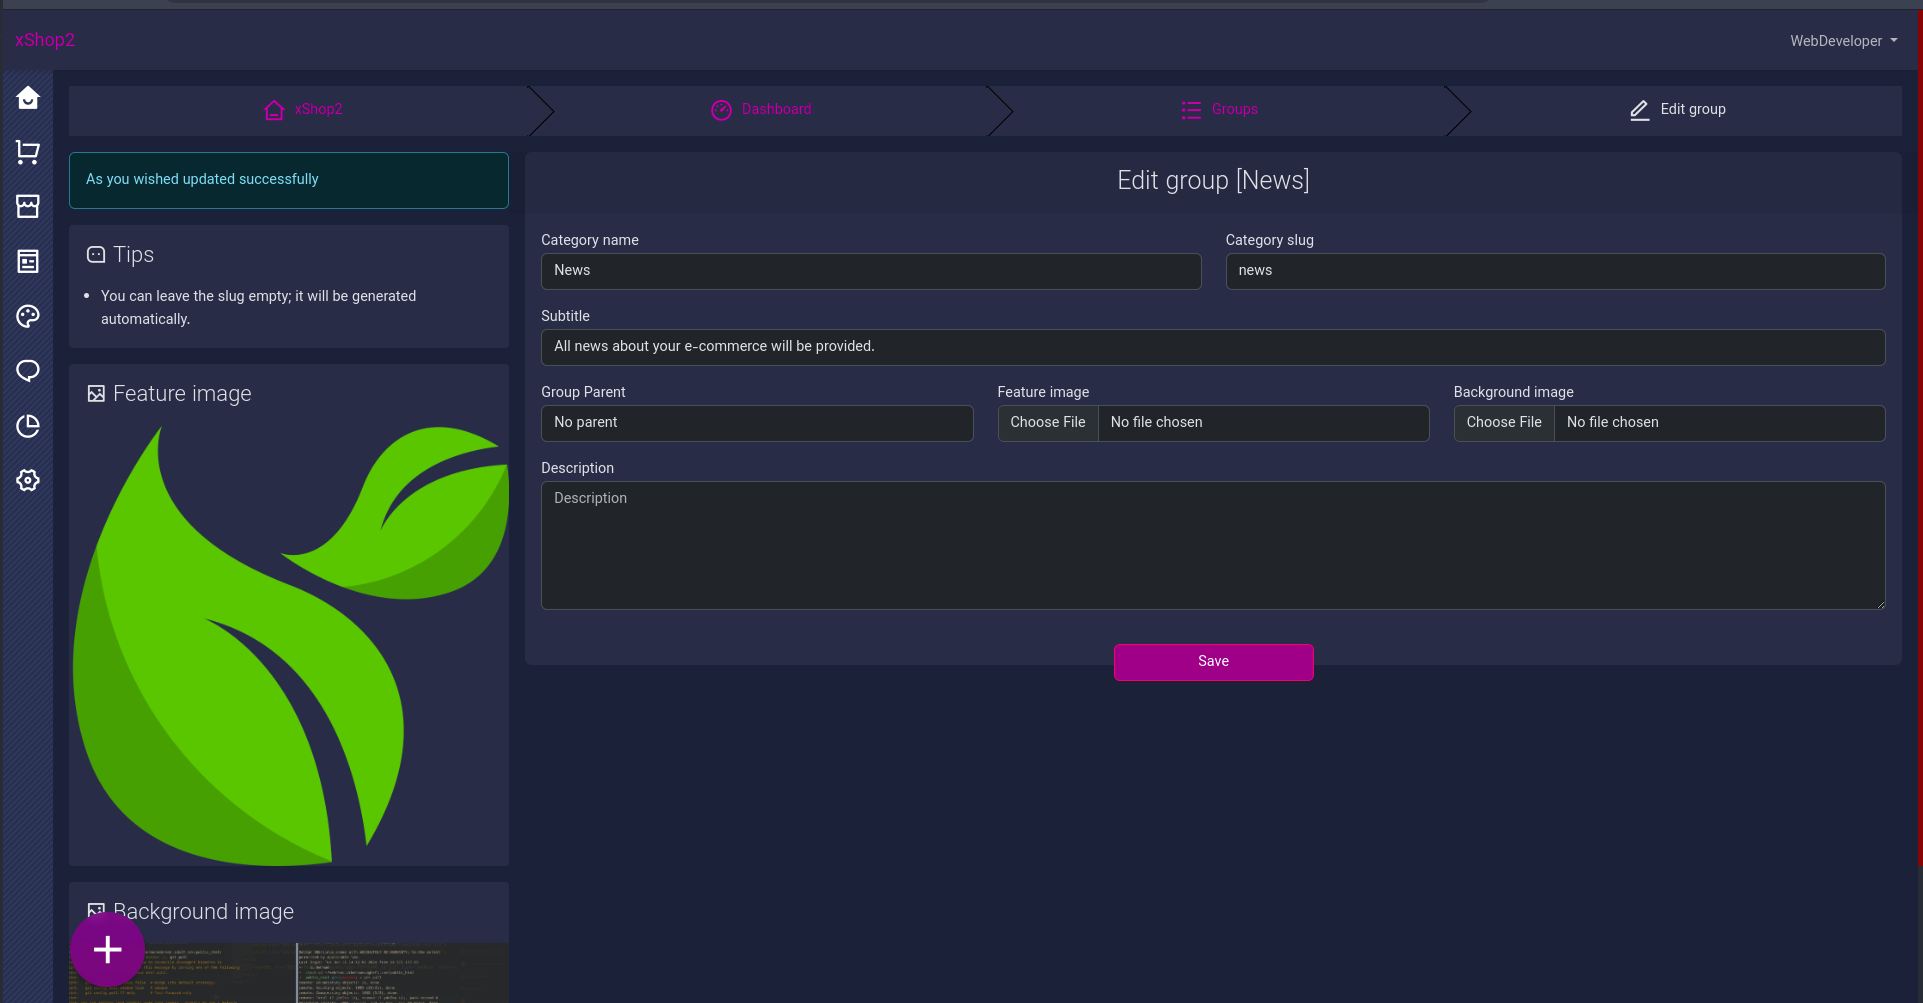 xShop2
WebDeveloper
xShop2
Dashboard
Groups
Edit group
As you wished updated successfully
Tips
You can leave the slug empty; it will be generated
automatically.
Feature image
Background image
Edit group [News]
Category name
Category slug
News
news
Subtitle
All news about your e-commerce will be provided.
Group Parent
Feature image
Background image
No parent
Choose File
No file chosen
Choose File
No file chosen
Description
Description
Save